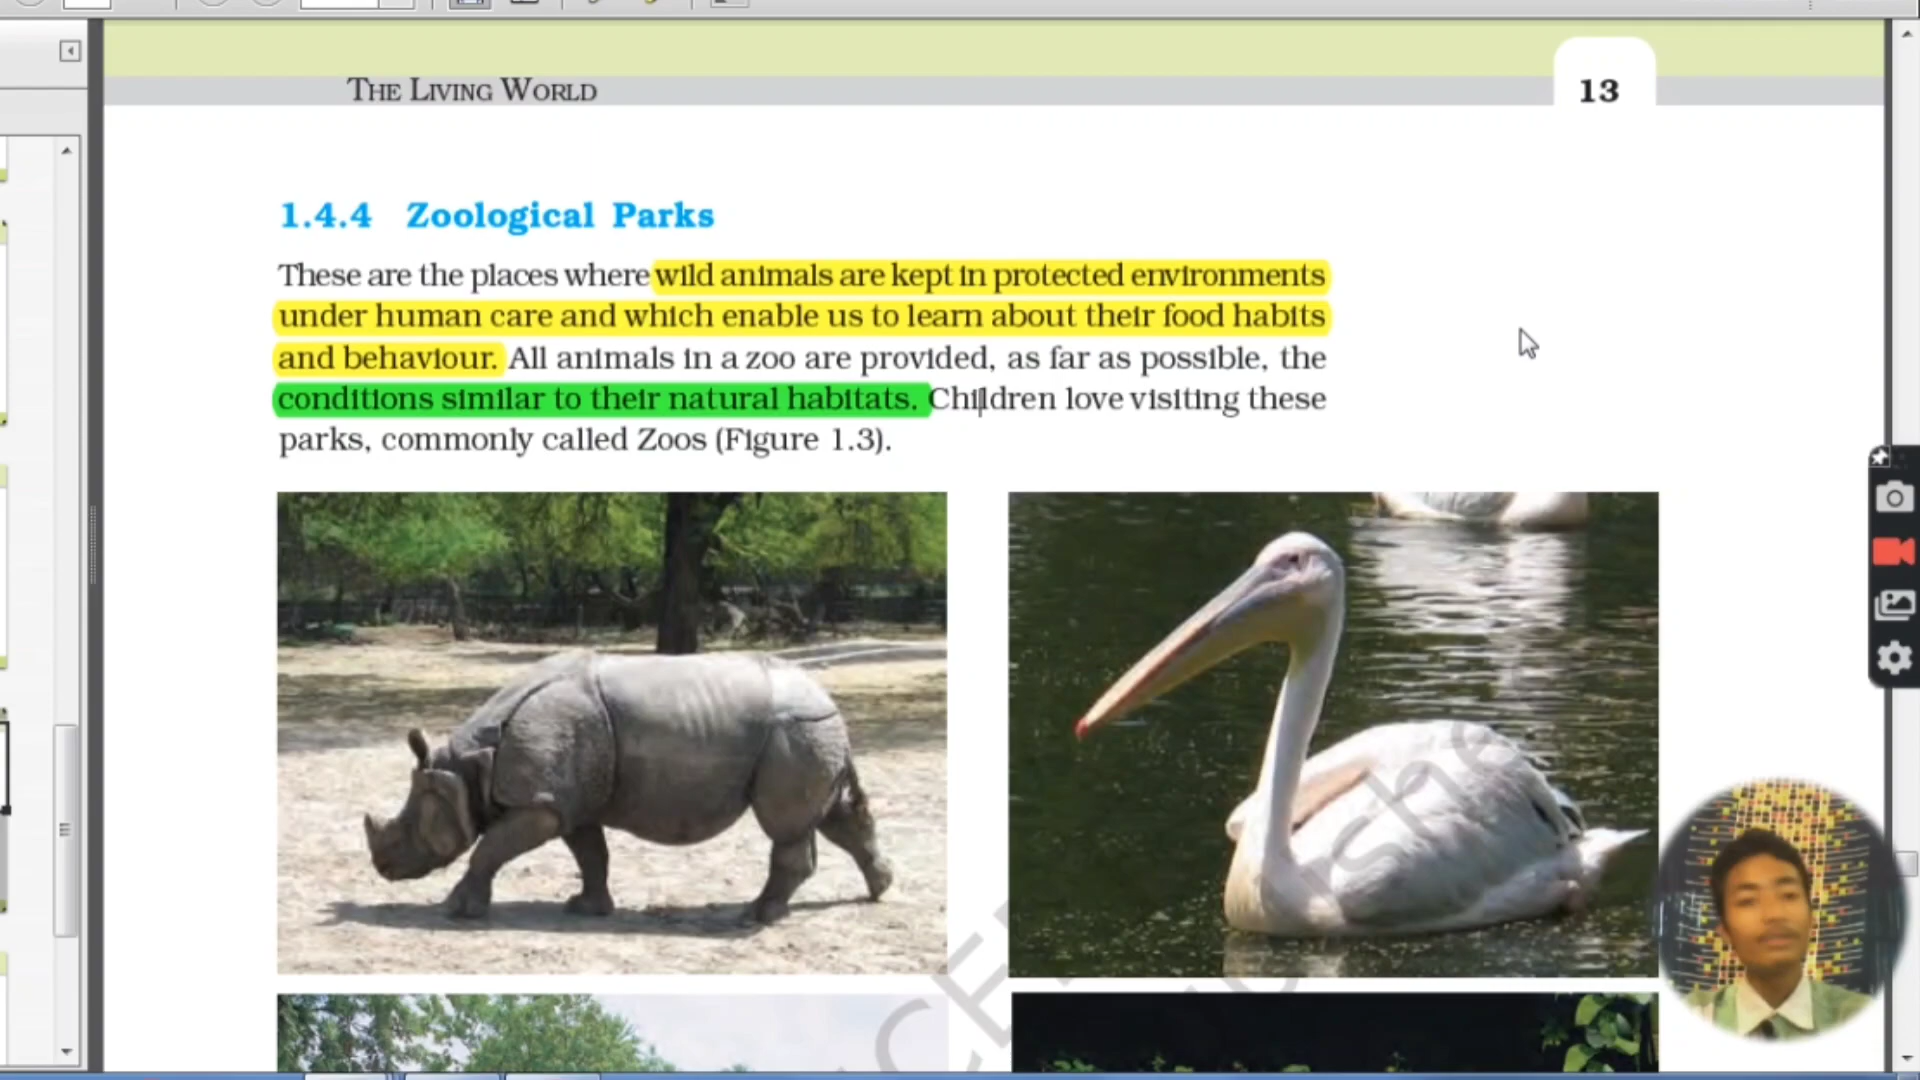 THE LIVING WORLD
13
1.4.4 Zoological Parks
These are the places where wild animals are kept in protected environments
under human care and which enable us to learn about their food habits
and behaviour. All animals in a zoo are provided, as far as possible, the
conditions similar to their natural habitats. Children love visiting these
parks, commonly called Zoos (Figure 1.3).